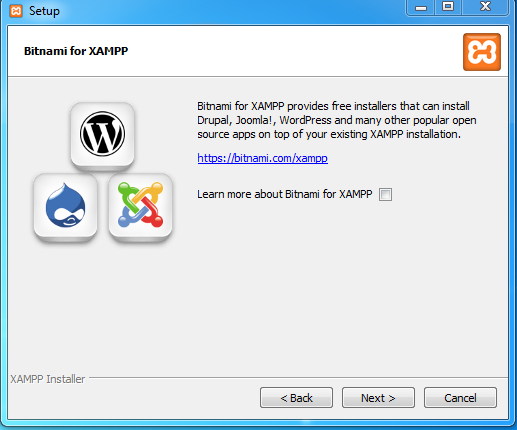 Setup
Bitnami for XAMPP
Bitnami for XAMPP provides free installers that can install
Drupal, Joomla!, WordPress and many other popular open
source apps on top of your existing XAMPP installation.
https://bitnami.com/xampp
Learn more about Bitnami for XAMPP
XAMPP Installer
< Back
Next >
Cancel